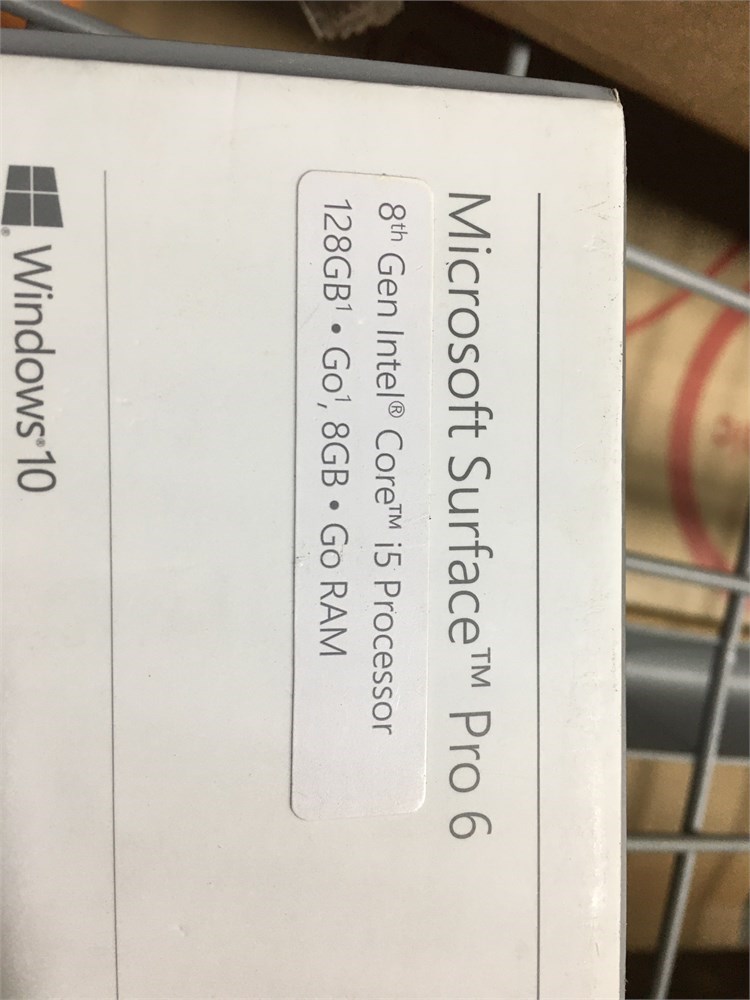 Microsoft Surface™ Pro 6
8th Gen Intel® Core™ i5 Processor
128GB¹ • Go¹, 8GB • Go RAM
Windows® 10